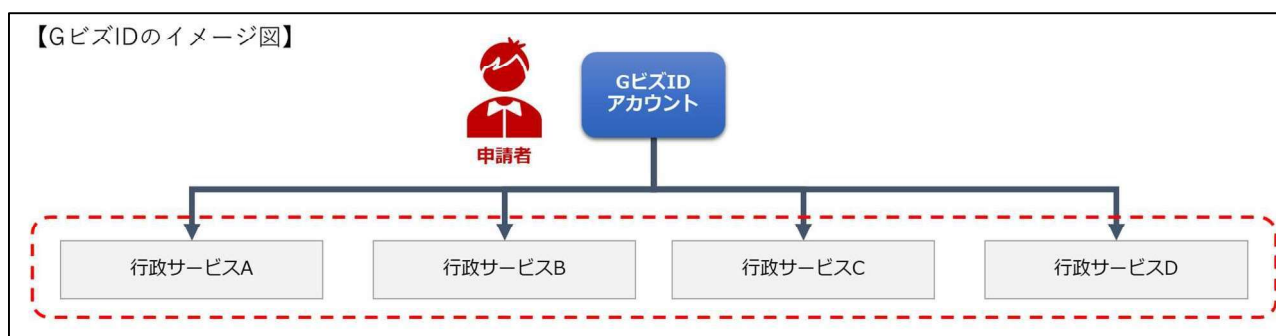 【GビズIDのイメージ図】
GビズID
アカウント
申請者
行政サービスA
行政サービスB
行政サービスC
行政サービスD